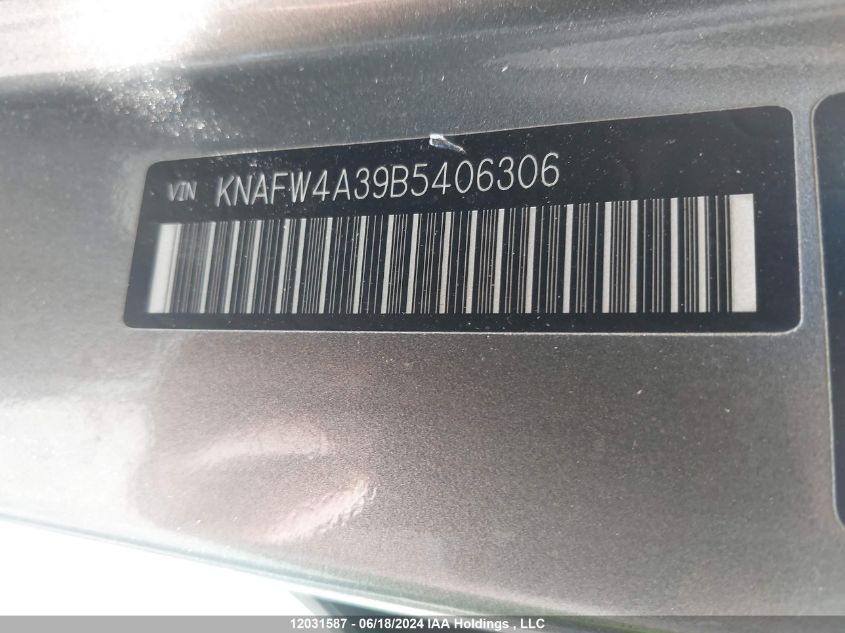 VIN KNAFW4A39B5406306
12031587 - 06/18/2024 IAA Holdings , LLC